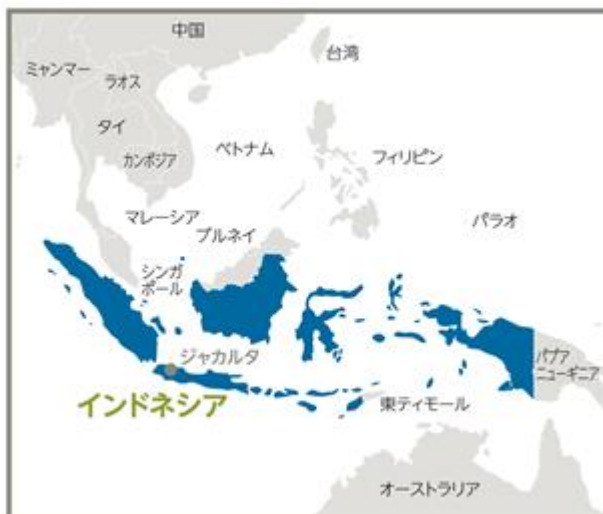 中国
台湾
ミャンマー
ラオス
タイ
カンボジア
ベトナム
フィリピン
マレーシア
ブルネイ
パラオ
シンガ
ポール
ジャカルタ
パプア
ニューギニア
インドネシア
東ティモール
オーストラリア